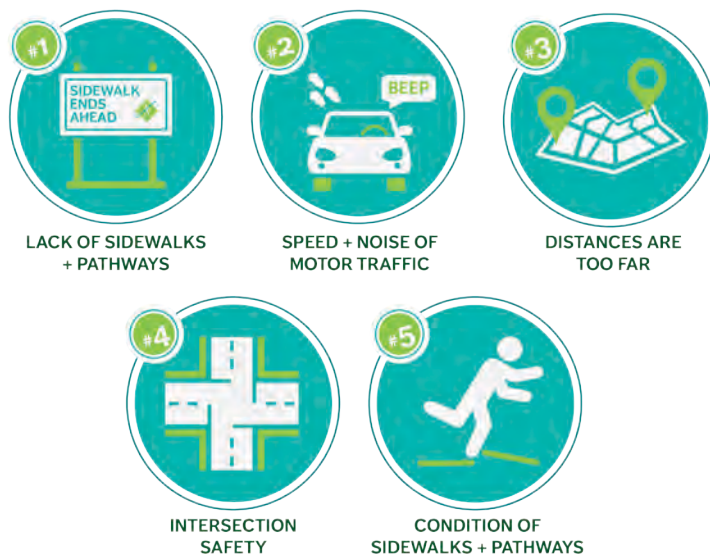 #1
SIDEWALK
ENDS
AHEAD
LACK OF SIDEWALKS
+ PATHWAYS
#2
BEEP
SPEED + NOISE OF
MOTOR TRAFFIC
#3
DISTANCES ARE
TOO FAR
#4
INTERSECTION
SAFETY
#5
CONDITION OF
SIDEWALKS + PATHWAYS